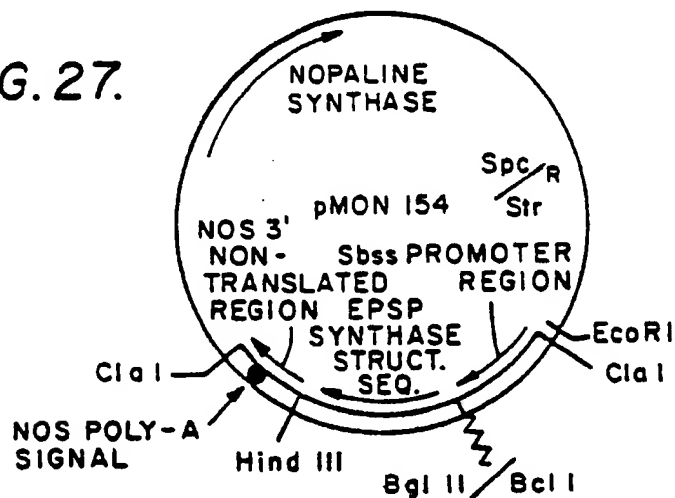 G. 27.
NOPALINE
SYNTHASE
Spc/Str R
pMON 154
NOS 3'
NON-
TRANSLATED
REGION
Sbss PROMOTER
REGION
EPSP
SYNTHASE
STRUCT.
SEQ.
EcoRI
Cla I
Cla I
NOS POLY-A
SIGNAL
Hind III
Bgl II/Bcl I